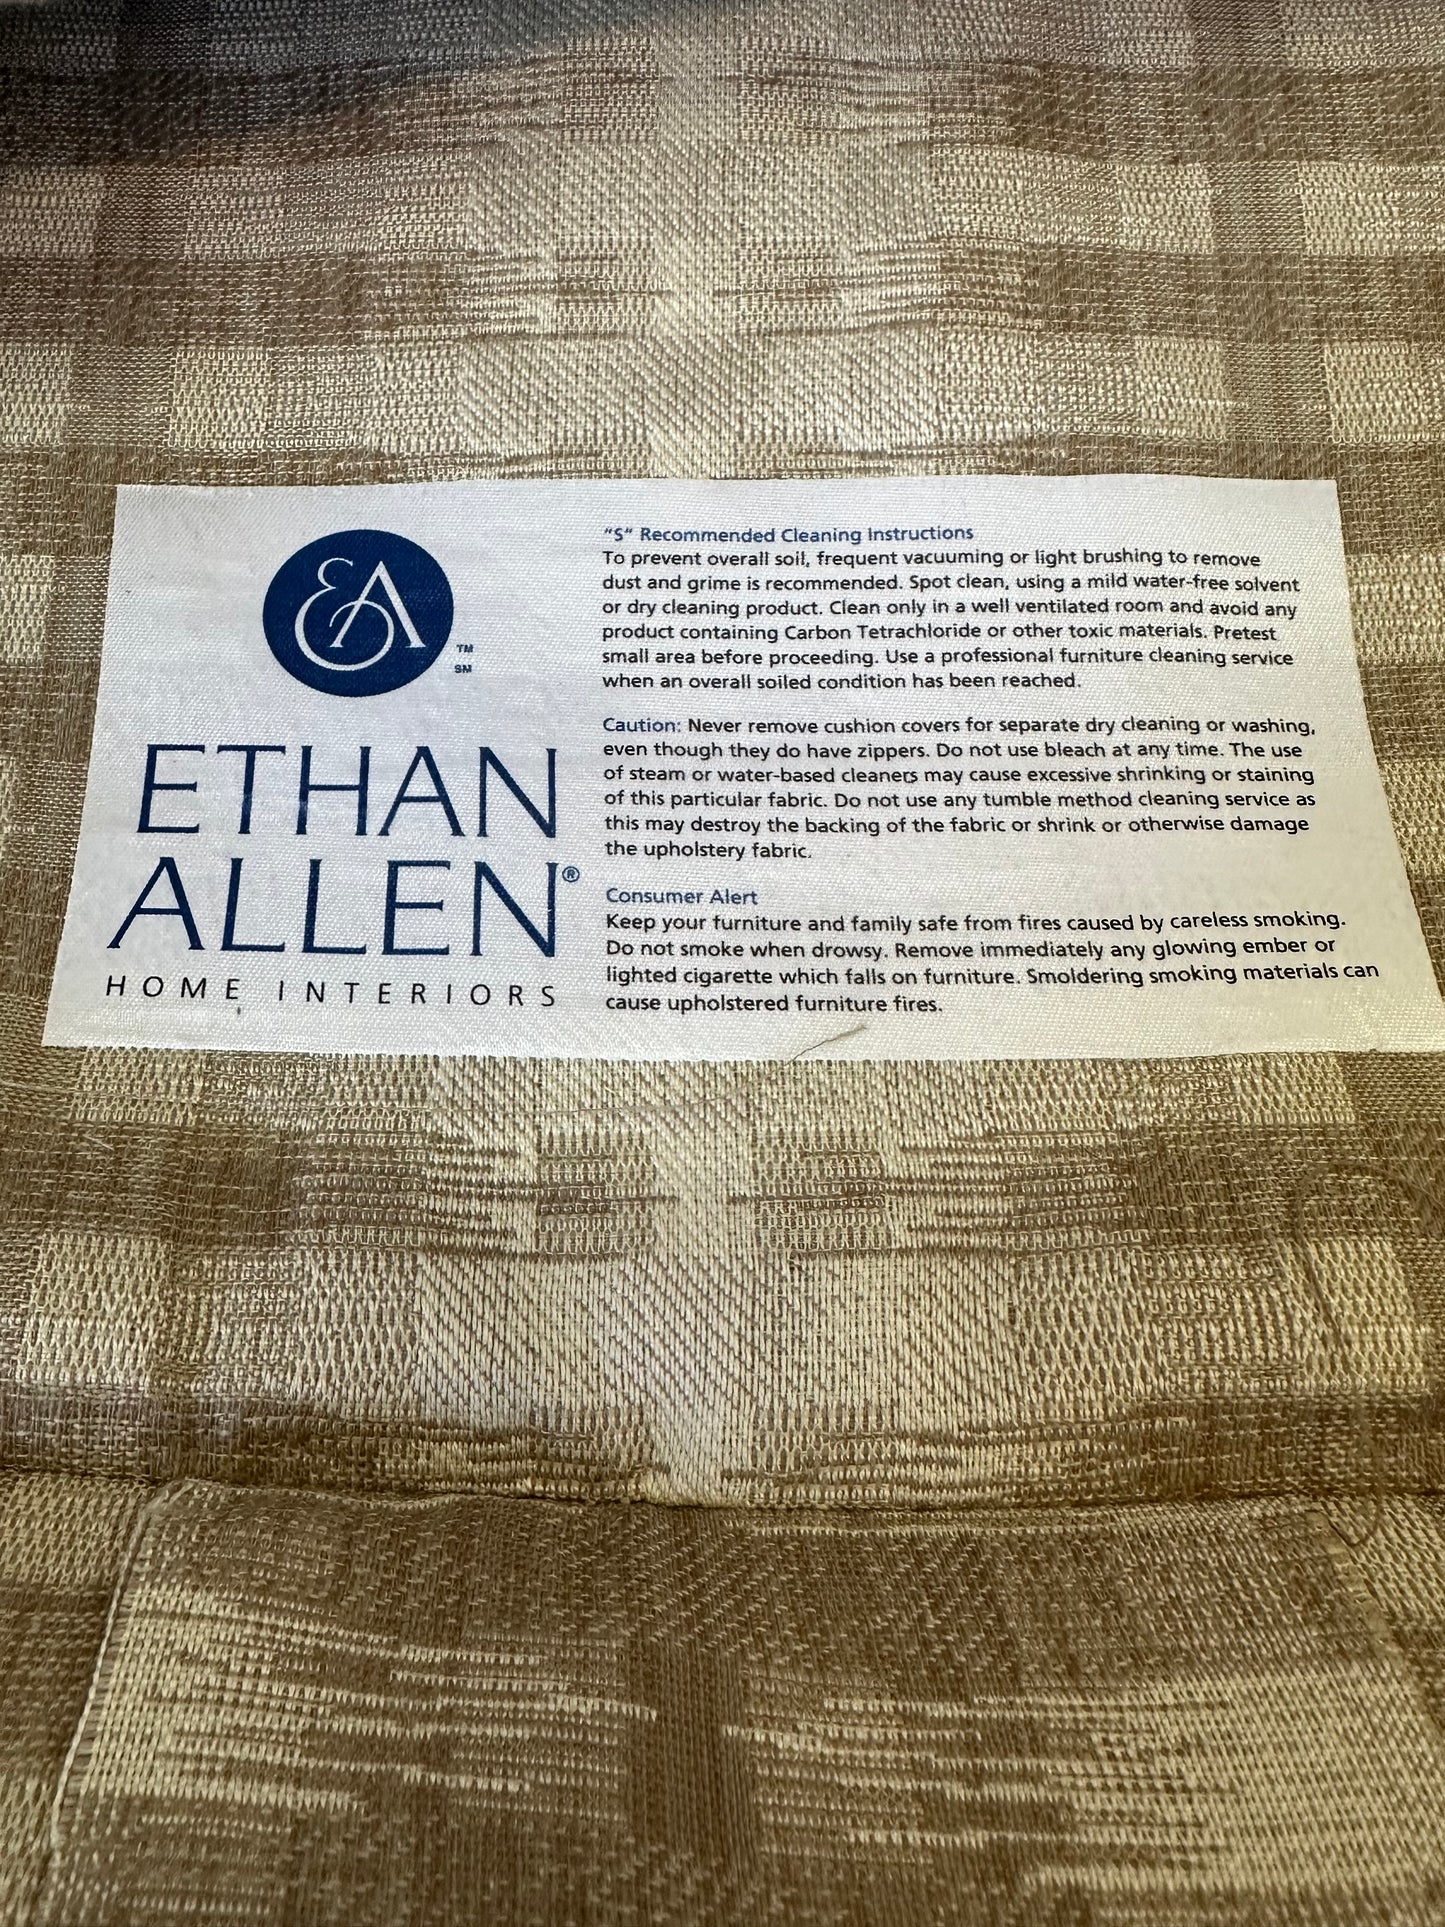 EA
TM
SM
ETHAN
ALLEN®
HOME INTERIORS
"S" Recommended Cleaning Instructions
To prevent overall soil, frequent vacuuming or light brushing to remove
dust and grime is recommended. Spot clean, using a mild water-free solvent
or dry cleaning product. Clean only in a well ventilated room and avoid any
product containing Carbon Tetrachloride or other toxic materials. Pretest
small area before proceeding. Use a professional furniture cleaning service
when an overall soiled condition has been reached.
Caution: Never remove cushion covers for separate dry cleaning or washing,
even though they do have zippers. Do not use bleach at any time. The use
of steam or water-based cleaners may cause excessive shrinking or staining
of this particular fabric. Do not use any tumble method cleaning service as
this may destroy the backing of the fabric or shrink or otherwise damage
the upholstery fabric.
Consumer Alert
Keep your furniture and family safe from fires caused by careless smoking.
Do not smoke when drowsy. Remove immediately any glowing ember or
lighted cigarette which falls on furniture. Smoldering smoking materials can
cause upholstered furniture fires.